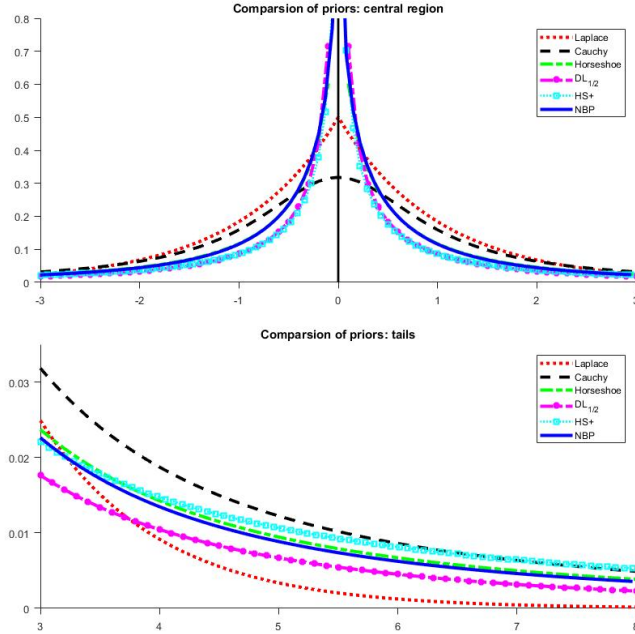 Comparsion of priors: central region
0.8
0.7
0.6
0.5
0.4
0.3
0.2
0.1
0
-3
-2
-1
0
1
2
3
Laplace
Cauchy
Horseshoe
DL1/2
HS+
NBP
Comparsion of priors: tails
0.03
0.02
0.01
0
3
4
5
6
7
8
Laplace
Cauchy
Horseshoe
DL1/2
HS+
NBP